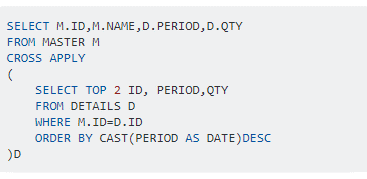 SELECT M.ID,M.NAME,D.PERIOD,D.QTY
FROM MASTER M
CROSS APPLY
(
    SELECT TOP 2 ID, PERIOD,QTY
    FROM DETAILS D
    WHERE M.ID=D.ID
    ORDER BY CAST(PERIOD AS DATE)DESC
)D